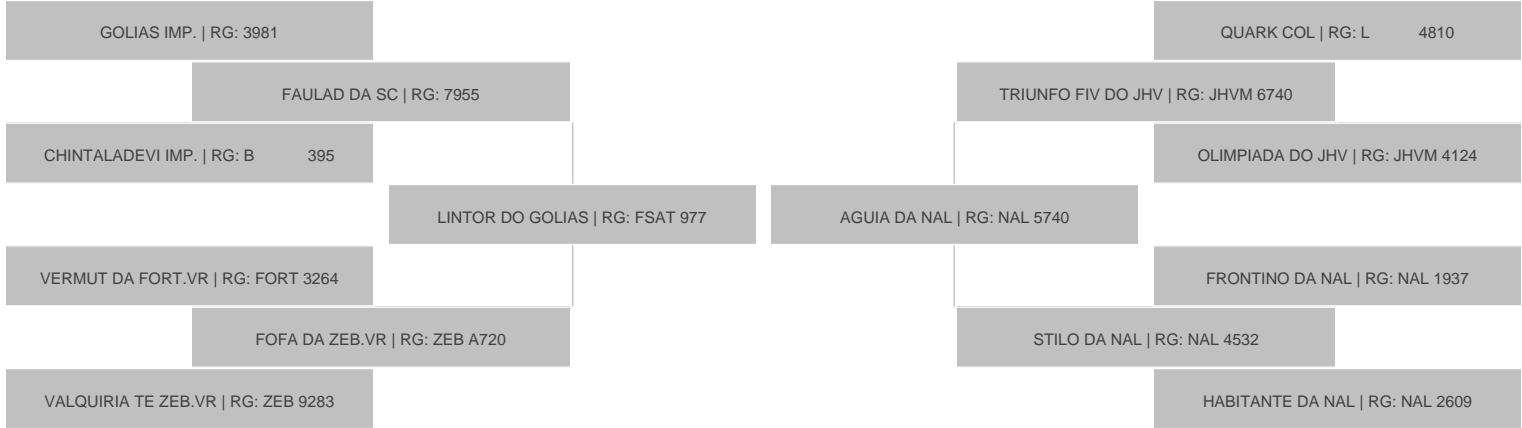 GOLIAS IMP. | RG: 3981
QUARK COL | RG: L 4810
FAULAD DA SC | RG: 7955
TRIUNFO FIV DO JHV | RG: JHVM 6740
CHINTALADEVI IMP. | RG: B 395
OLIMPIADA DO JHV | RG: JHVM 4124
LINTOR DO GOLIAS | RG: FSAT 977
AGUIA DA NAL | RG: NAL 5740
VERMUT DA FORT.VR | RG: FORT 3264
FRONTINO DA NAL | RG: NAL 1937
FOFA DA ZEB.VR | RG: ZEB A720
STILO DA NAL | RG: NAL 4532
VALQUIRIA TE ZEB.VR | RG: ZEB 9283
HABITANTE DA NAL | RG: NAL 2609